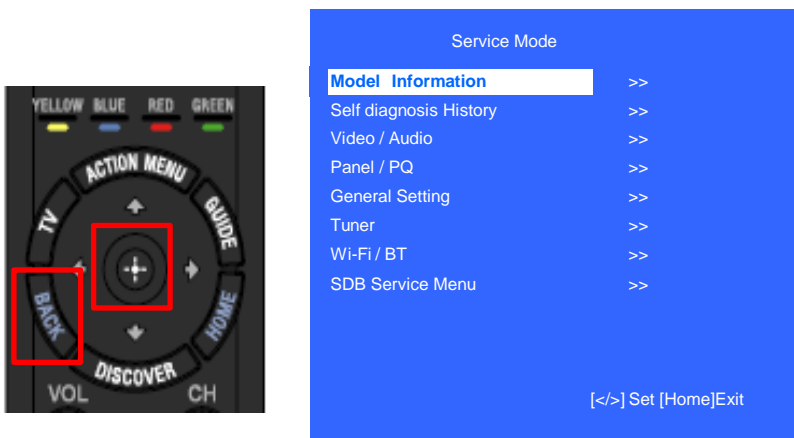 YELLOW BLUE RED GREEN
ACTION MENU
TV
GUIDE
BACK
HOME
DISCOVER
VOL CH
Service Mode
Model Information >>
Self diagnosis History >>
Video / Audio >>
Panel / PQ >>
General Setting >>
Tuner >>
Wi-Fi / BT >>
SDB Service Menu >>
[</>] Set [Home]Exit